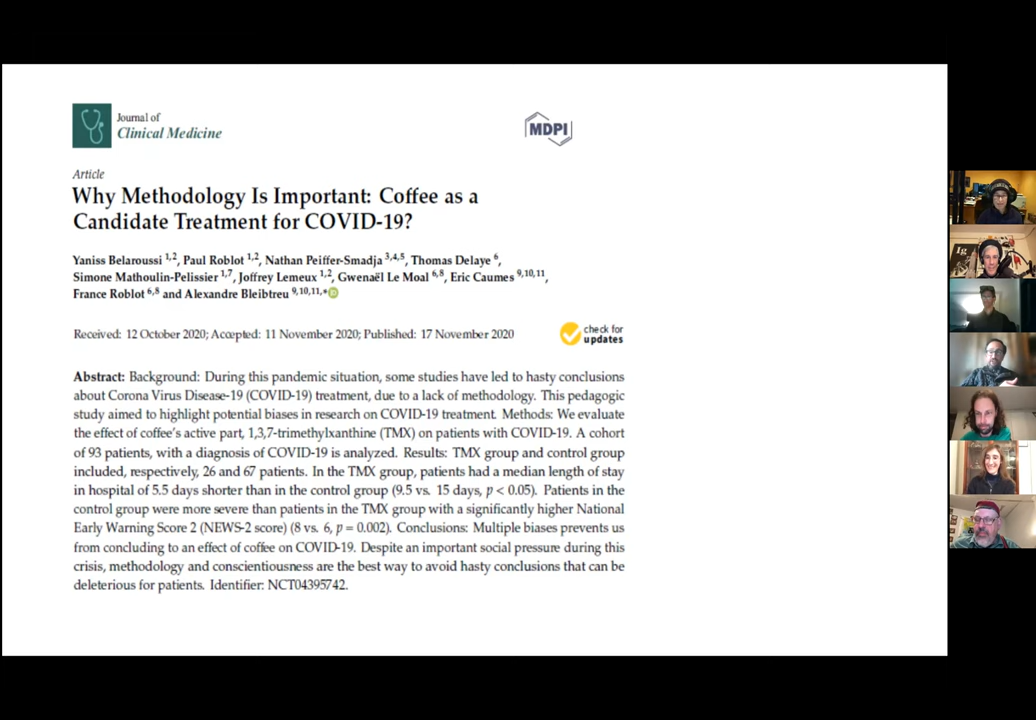 Journal of
Clinical Medicine
MDPI
Article
Why Methodology Is Important: Coffee as a
Candidate Treatment for COVID-19?
Yaniss Belaroussi 1,2, Paul Roblot 1,2, Nathan Peiffer-Smadja 3,4,5, Thomas Delaye 6,
Simone Mathoulin-Pelissier 1,7, Joffrey Lemeux 1,2, Gwenaël Le Moal 6,8, Eric Caumes 9,10,11,
France Roblot 6,8 and Alexandre Bleibtreu 9,10,11,*
Received: 12 October 2020; Accepted: 11 November 2020; Published: 17 November 2020
check for
updates
Abstract: Background: During this pandemic situation, some studies have led to hasty conclusions
about Corona Virus Disease-19 (COVID-19) treatment, due to a lack of methodology. This pedagogic
study aimed to highlight potential biases in research on COVID-19 treatment. Methods: We evaluate
the effect of coffee's active part, 1,3,7-trimethylxanthine (TMX) on patients with COVID-19. A cohort
of 93 patients, with a diagnosis of COVID-19 is analyzed. Results: TMX group and control group
included, respectively, 26 and 67 patients. In the TMX group, patients had a median length of stay
in hospital of 5.5 days shorter than in the control group (9.5 vs. 15 days, p < 0.05). Patients in the
control group were more severe than patients in the TMX group with a significantly higher National
Early Warning Score 2 (NEWS-2 score) (8 vs. 6, p = 0.002). Conclusions: Multiple biases prevents us
from concluding to an effect of coffee on COVID-19. Despite an important social pressure during this
crisis, methodology and conscientiousness are the best way to avoid hasty conclusions that can be
deleterious for patients. Identifier: NCT04395742.
Ig